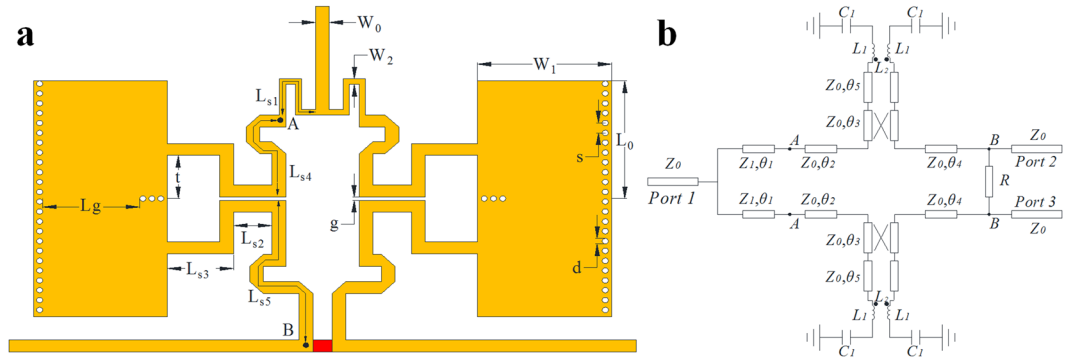 a
W0
W2
W1
Ls1
A
L0
s
t
Ls4
Lg
g
Ls2
Ls3
d
Ls5
B
b
C1
C1
L1
L1
L2
Z0,θ5
Z0,θ3
A
B
Z0
Z1,θ1
Z0,θ2
Z0,θ4
Port 2
Z0
Port 1
R
Z1,θ1
Z0,θ2
Z0,θ4
Port 3
A
B
Z0
Z0,θ3
Z0,θ5
L2
L1
L1
C1
C1